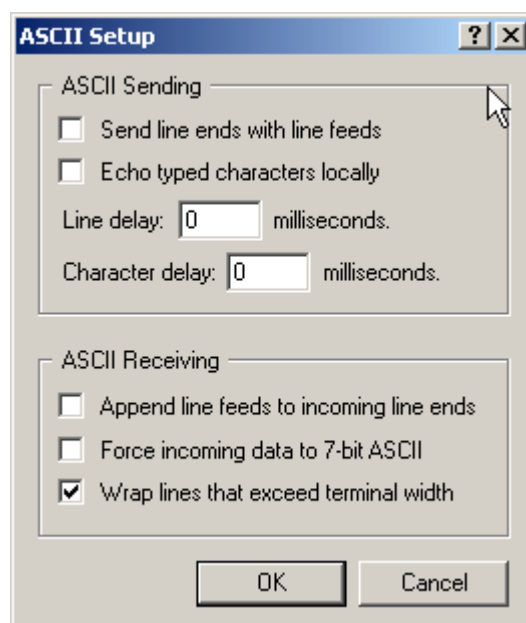 ASCII Setup
ASCII Sending
Send line ends with line feeds
Echo typed characters locally
Line delay: 0 milliseconds.
Character delay: 0 milliseconds.
ASCII Receiving
Append line feeds to incoming line ends
Force incoming data to 7-bit ASCII
Wrap lines that exceed terminal width
OK Cancel